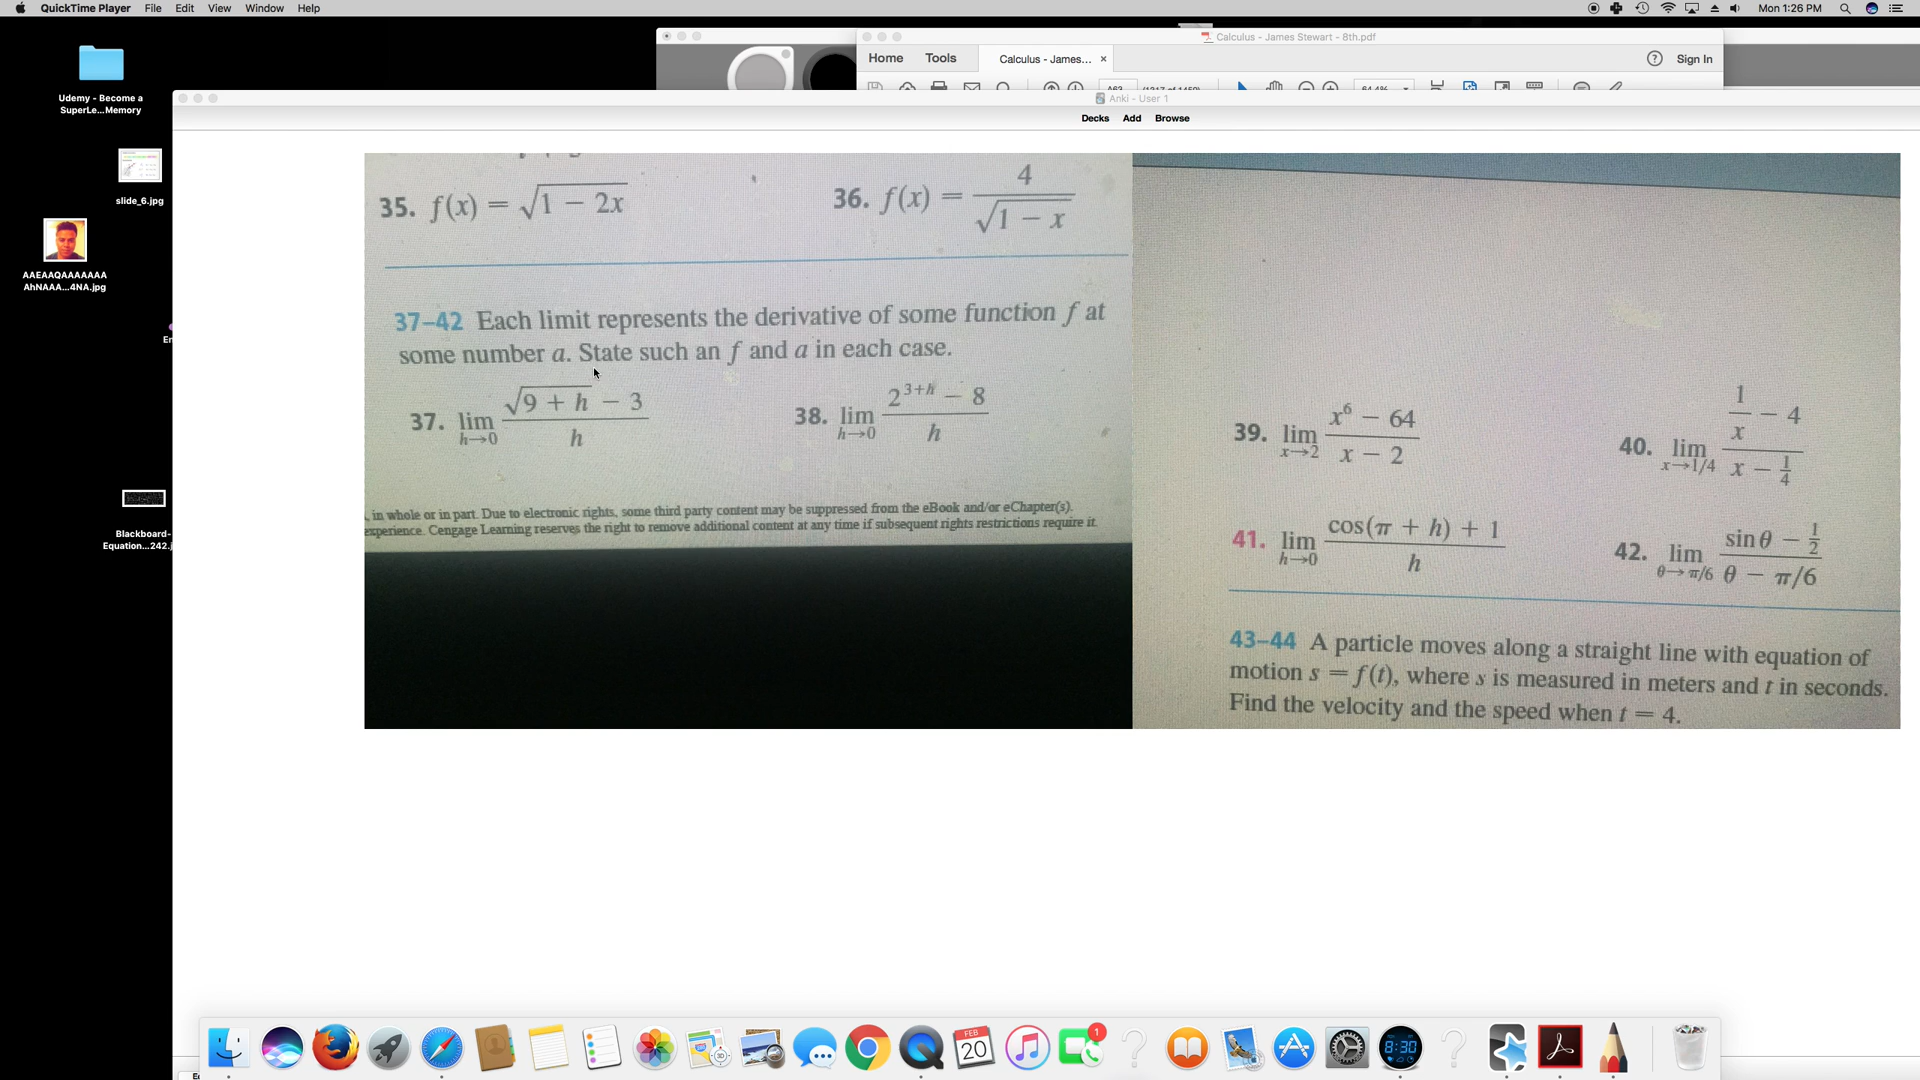 QuickTime Player File Edit View Window Help Mon 1:26 PM
Calculus - James Stewart - 8th.pdf
Home Tools Calculus - James... × ? Sign In
Anki - User 1
Decks Add Browse
Udemy - Become a
SuperLe...Memory
slide_6.jpg
AAEAAQAAAAAAA
AhNAAA...4NA.jpg
Blackboard-
Equation...242.j
35. f(x) = √(1 − 2x)
36. f(x) = 4/√(1 − x)
37–42 Each limit represents the derivative of some function f at
some number a. State such an f and a in each case.
37. lim h→0 (√(9 + h) − 3)/h
38. lim h→0 (2^(3+h) − 8)/h
in whole or in part. Due to electronic rights, some third party content may be suppressed from the eBook and/or eChapter(s).
experience. Cengage Learning reserves the right to remove additional content at any time if subsequent rights restrictions require it.
39. lim x→2 (x⁶ − 64)/(x − 2)
40. lim x→1/4 (1/x − 4)/(x − 1/4)
41. lim h→0 (cos(π + h) + 1)/h
42. lim θ→π/6 (sin θ − 1/2)/(θ − π/6)
43–44 A particle moves along a straight line with equation of
motion s = f(t), where s is measured in meters and t in seconds.
Find the velocity and the speed when t = 4.
FEB
20
1
8:30
3D